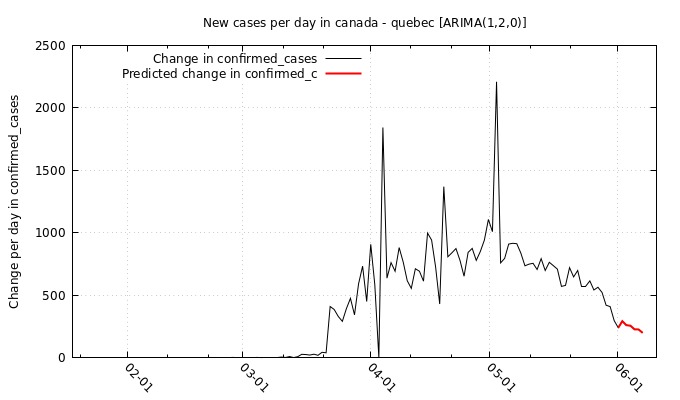 New cases per day in canada - quebec [ARIMA(1,2,0)]
Change in confirmed_cases
Predicted change in confirmed_c
Change per day in confirmed_cases
2500
2000
1500
1000
500
0
02-01
03-01
04-01
05-01
06-01